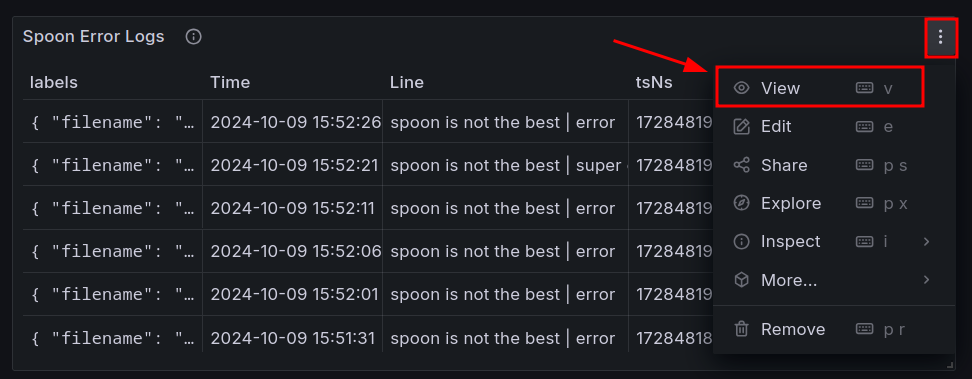 Spoon Error Logs
labels Time Line tsNs
{ "filename": "… 2024-10-09 15:52:26 spoon is not the best | error 17284819
{ "filename": "… 2024-10-09 15:52:21 spoon is not the best | super 17284819
{ "filename": "… 2024-10-09 15:52:11 spoon is not the best | error 17284819
{ "filename": "… 2024-10-09 15:52:06 spoon is not the best | error 17284819
{ "filename": "… 2024-10-09 15:52:01 spoon is not the best | error 17284819
{ "filename": "… 2024-10-09 15:51:31 spoon is not the best | error 17284818
View v
Edit e
Share p s
Explore p x
Inspect i
More...
Remove p r